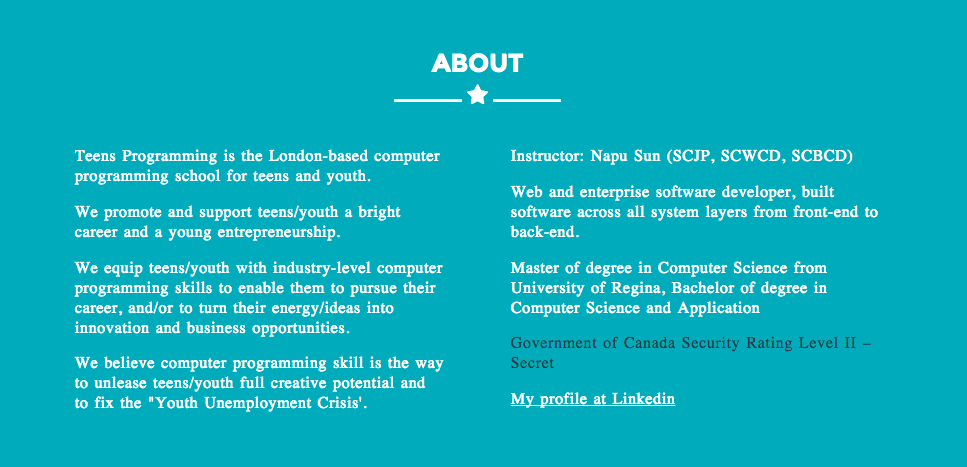 ABOUT
Teens Programming is the London-based computer
programming school for teens and youth.
We promote and support teens/youth a bright
career and a young entrepreneurship.
We equip teens/youth with industry-level computer
programming skills to enable them to pursue their
career, and/or to turn their energy/ideas into
innovation and business opportunities.
We believe computer programming skill is the way
to unlease teens/youth full creative potential and
to fix the "Youth Unemployment Crisis'.
Instructor: Napu Sun (SCJP, SCWCD, SCBCD)
Web and enterprise software developer, built
software across all system layers from front-end to
back-end.
Master of degree in Computer Science from
University of Regina, Bachelor of degree in
Computer Science and Application
Government of Canada Security Rating Level II –
Secret
My profile at Linkedin